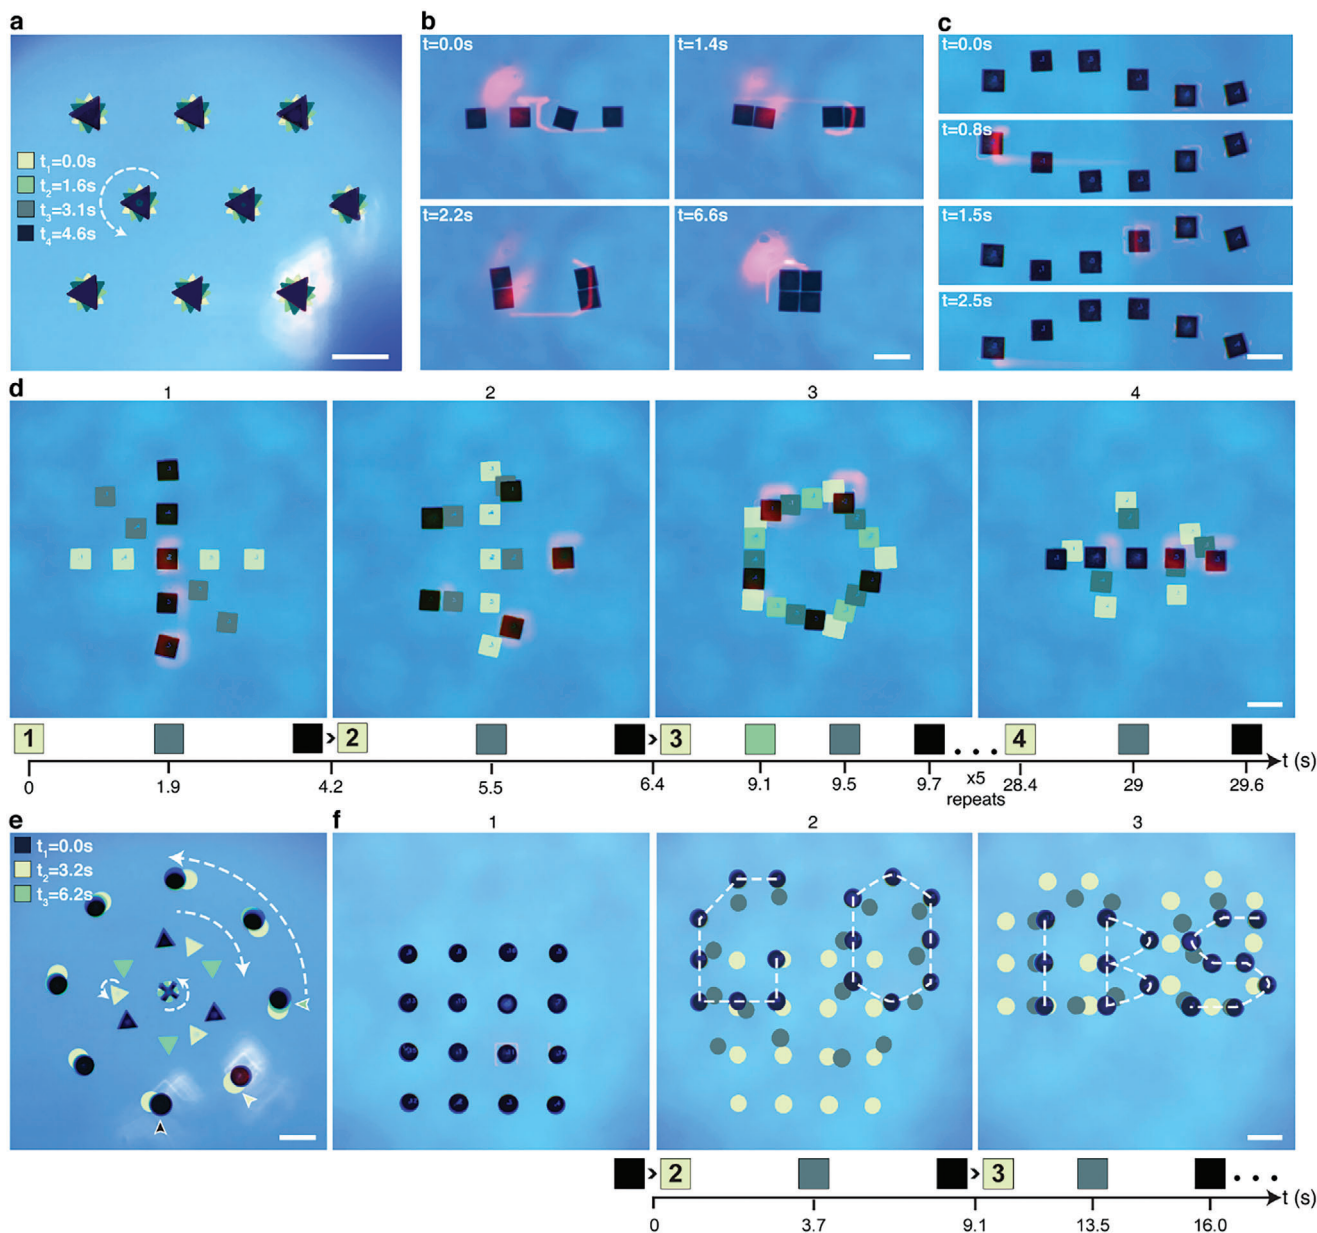 a
t1=0.0s
t2=1.6s
t3=3.1s
t4=4.6s
b
t=0.0s
t=1.4s
t=2.2s
t=6.6s
c
t=0.0s
t=0.8s
t=1.5s
t=2.5s
d
1
2
3
4
1 > 2 > 3 ... 4
0 1.9 4.2 5.5 6.4 9.1 9.5 9.7 x5 repeats 28.4 29 29.6 t (s)
e
t1=0.0s
t2=3.2s
t3=6.2s
f
1
2
3
> 2 > 3 ...
0 3.7 9.1 13.5 16.0 t (s)